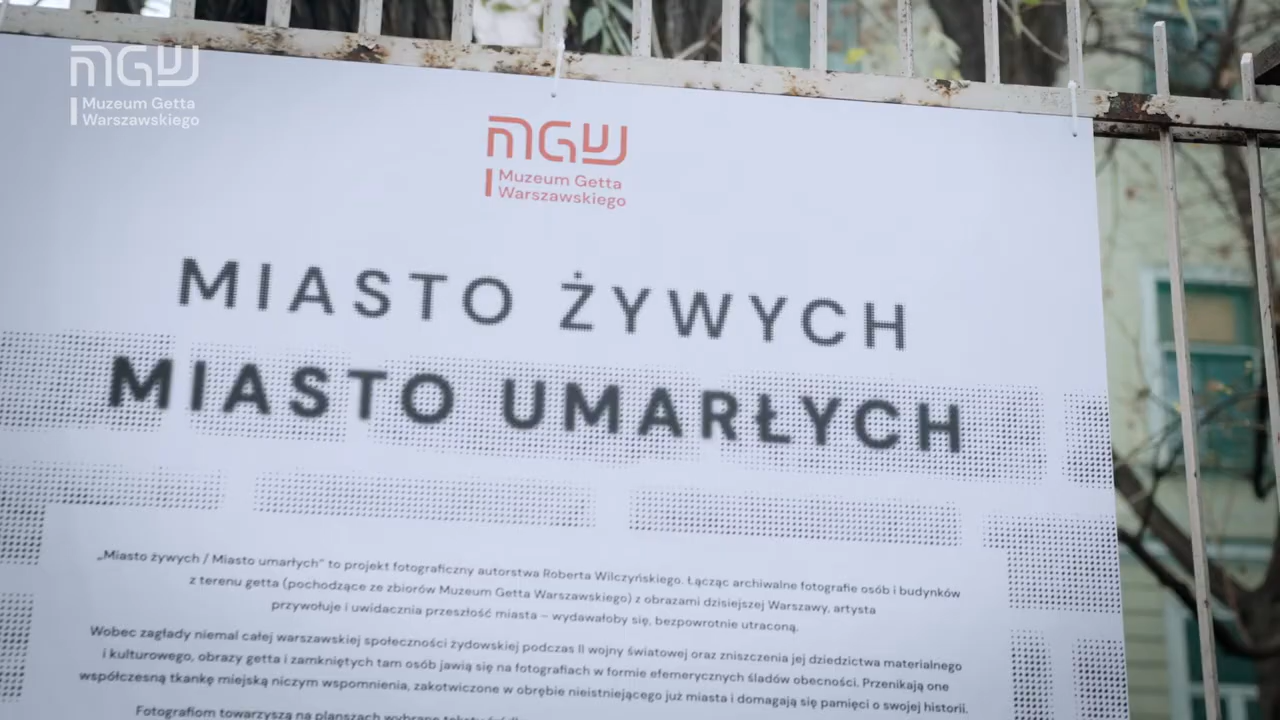 MGW
Muzeum Getta
Warszawskiego
MGW
Muzeum Getta
Warszawskiego
MIASTO ŻYWYCH
MIASTO UMARŁYCH
„Miasto żywych / Miasto umarłych” to projekt fotograficzny autorstwa Roberta Wilczyńskiego. Łącząc archiwalne fotografie osób i budynków
z terenu getta (pochodzące ze zbiorów Muzeum Getta Warszawskiego) z obrazami dzisiejszej Warszawy, artysta
przywołuje i uwidacznia przeszłość miasta – wydawałoby się, bezpowrotnie utraconą.
Wobec zagłady niemal całej warszawskiej społeczności żydowskiej podczas II wojny światowej oraz zniszczenia jej dziedzictwa materialnego
i kulturowego, obrazy getta i zamkniętych tam osób jawią się na fotografiach w formie efemerycznych śladów obecności. Przenikają one
współczesną tkankę miejską niczym wspomnienia, zakotwiczone w obrębie nieistniejącego już miasta i domagają się pamięci o swojej historii.
Fotografiom towarzyszą na planszach wybrane